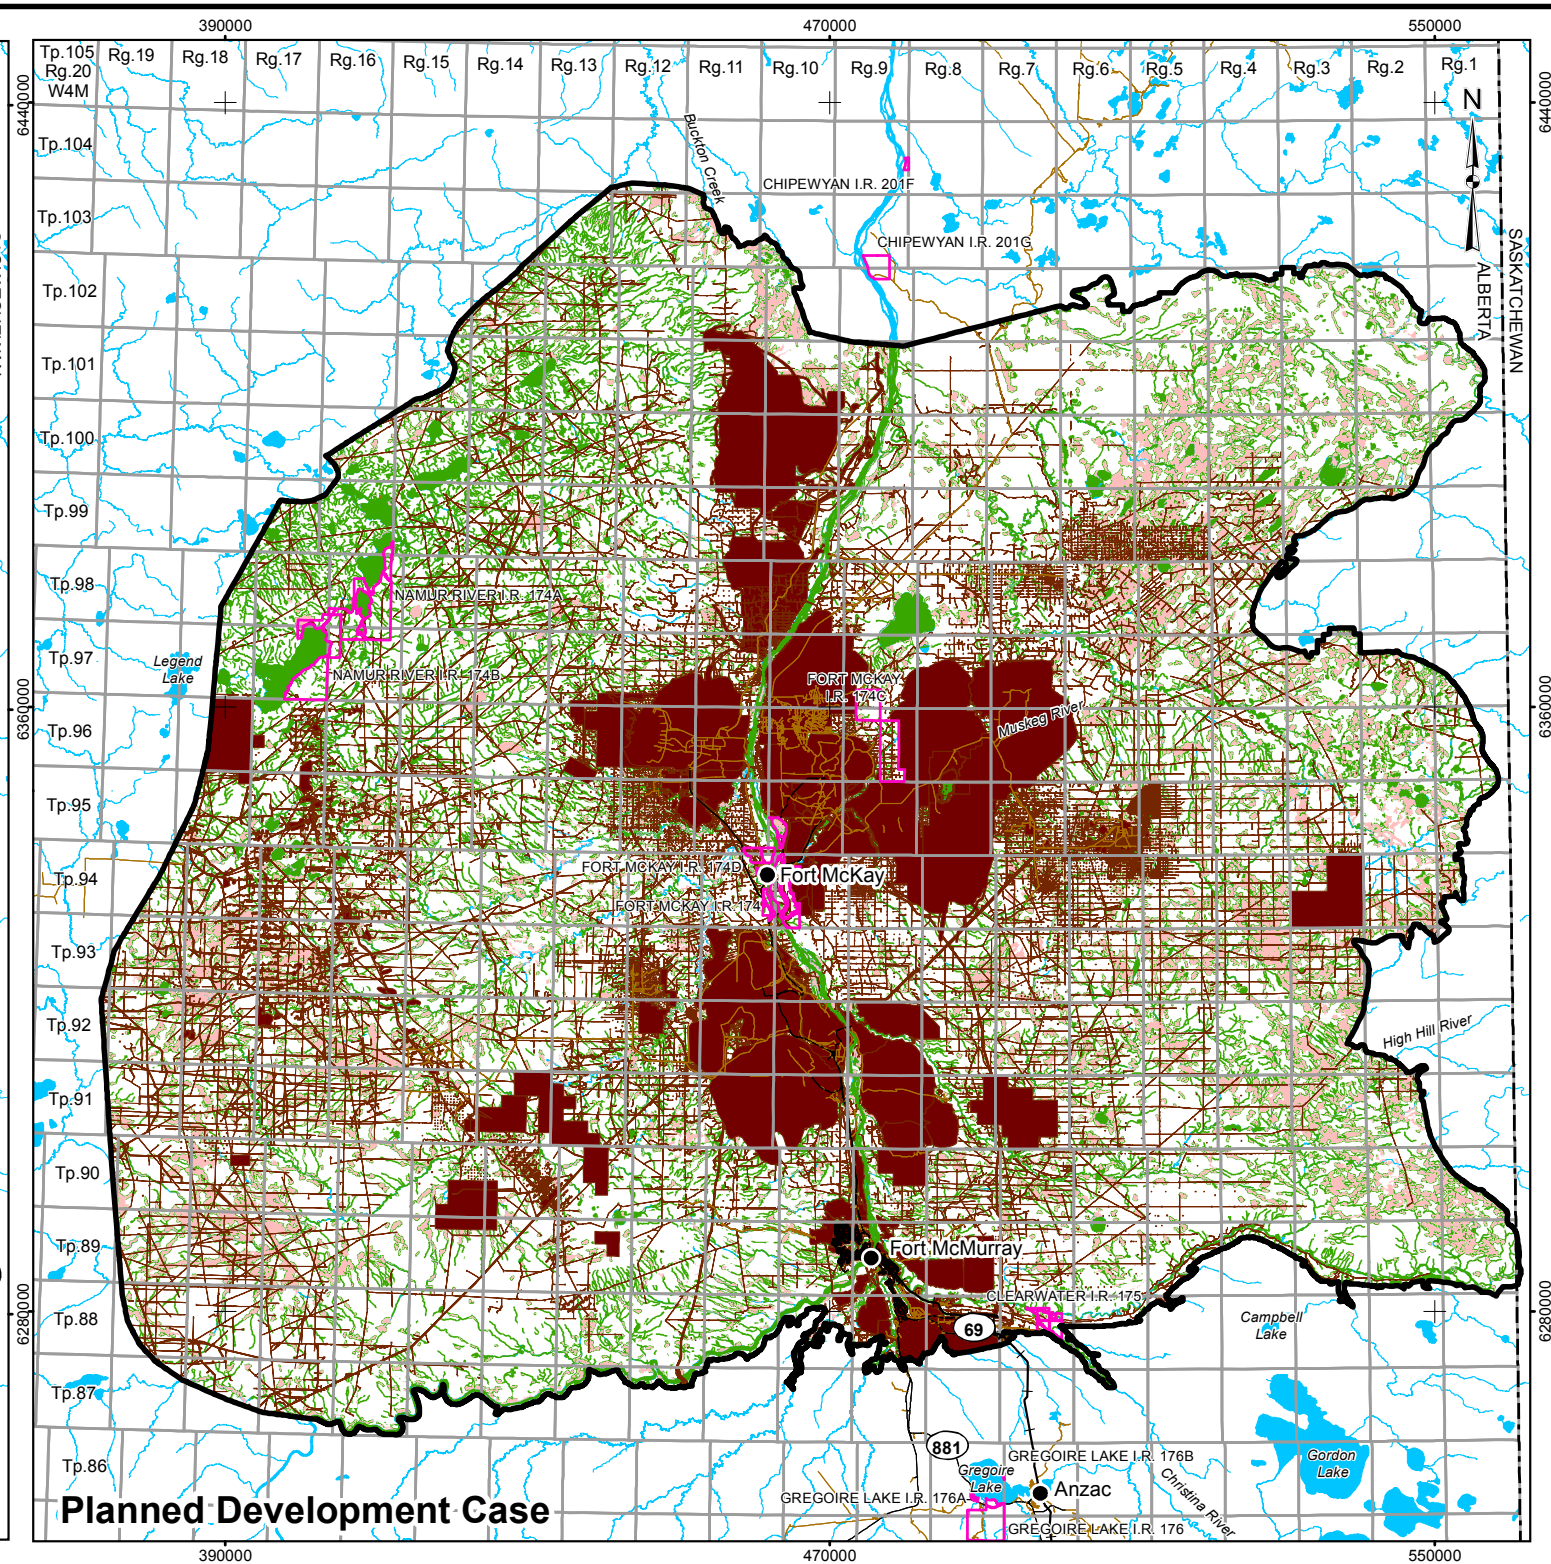 390000
470000
550000
Tp.105
Rg.20
W4M
Rg.19
Rg.18
Rg.17
Rg.16
Rg.15
Rg.14
Rg.13
Rg.12
Rg.11
Rg.10
Rg.9
Rg.8
Rg.7
Rg.6
Rg.5
Rg.4
Rg.3
Rg.2
Rg.1
6440000
6440000
N
Tp.104
Buckton Creek
CHIPEWYAN I.R. 201F
Tp.103
CHIPEWYAN I.R. 201G
SASKATCHEWAN
ALBERTA
Tp.102
Tp.101
Tp.100
Tp.99
Tp.98
NAMUR RIVER I.R. 174A
Tp.97
Legend
Lake
NAMUR RIVER I.R. 174B
FORT MCKAY
I.R. 174C
6360000
6360000
Muskeg River
Tp.96
Tp.95
Tp.94
FORT MCKAY I.R. 174D
Fort McKay
FORT MCKAY I.R. 174
Tp.93
Tp.92
High Hill River
Tp.91
Tp.90
Tp.89
Fort McMurray
CLEARWATER I.R. 175
6280000
6280000
Tp.88
69
Campbell
Lake
Tp.87
881
GREGOIRE LAKE I.R. 176B
Gordon
Lake
Tp.86
Gregoire
Lake
Christina River
Anzac
GREGOIRE LAKE I.R. 176A
Planned Development Case
GREGOIRE LAKE I.R. 176
390000
470000
550000